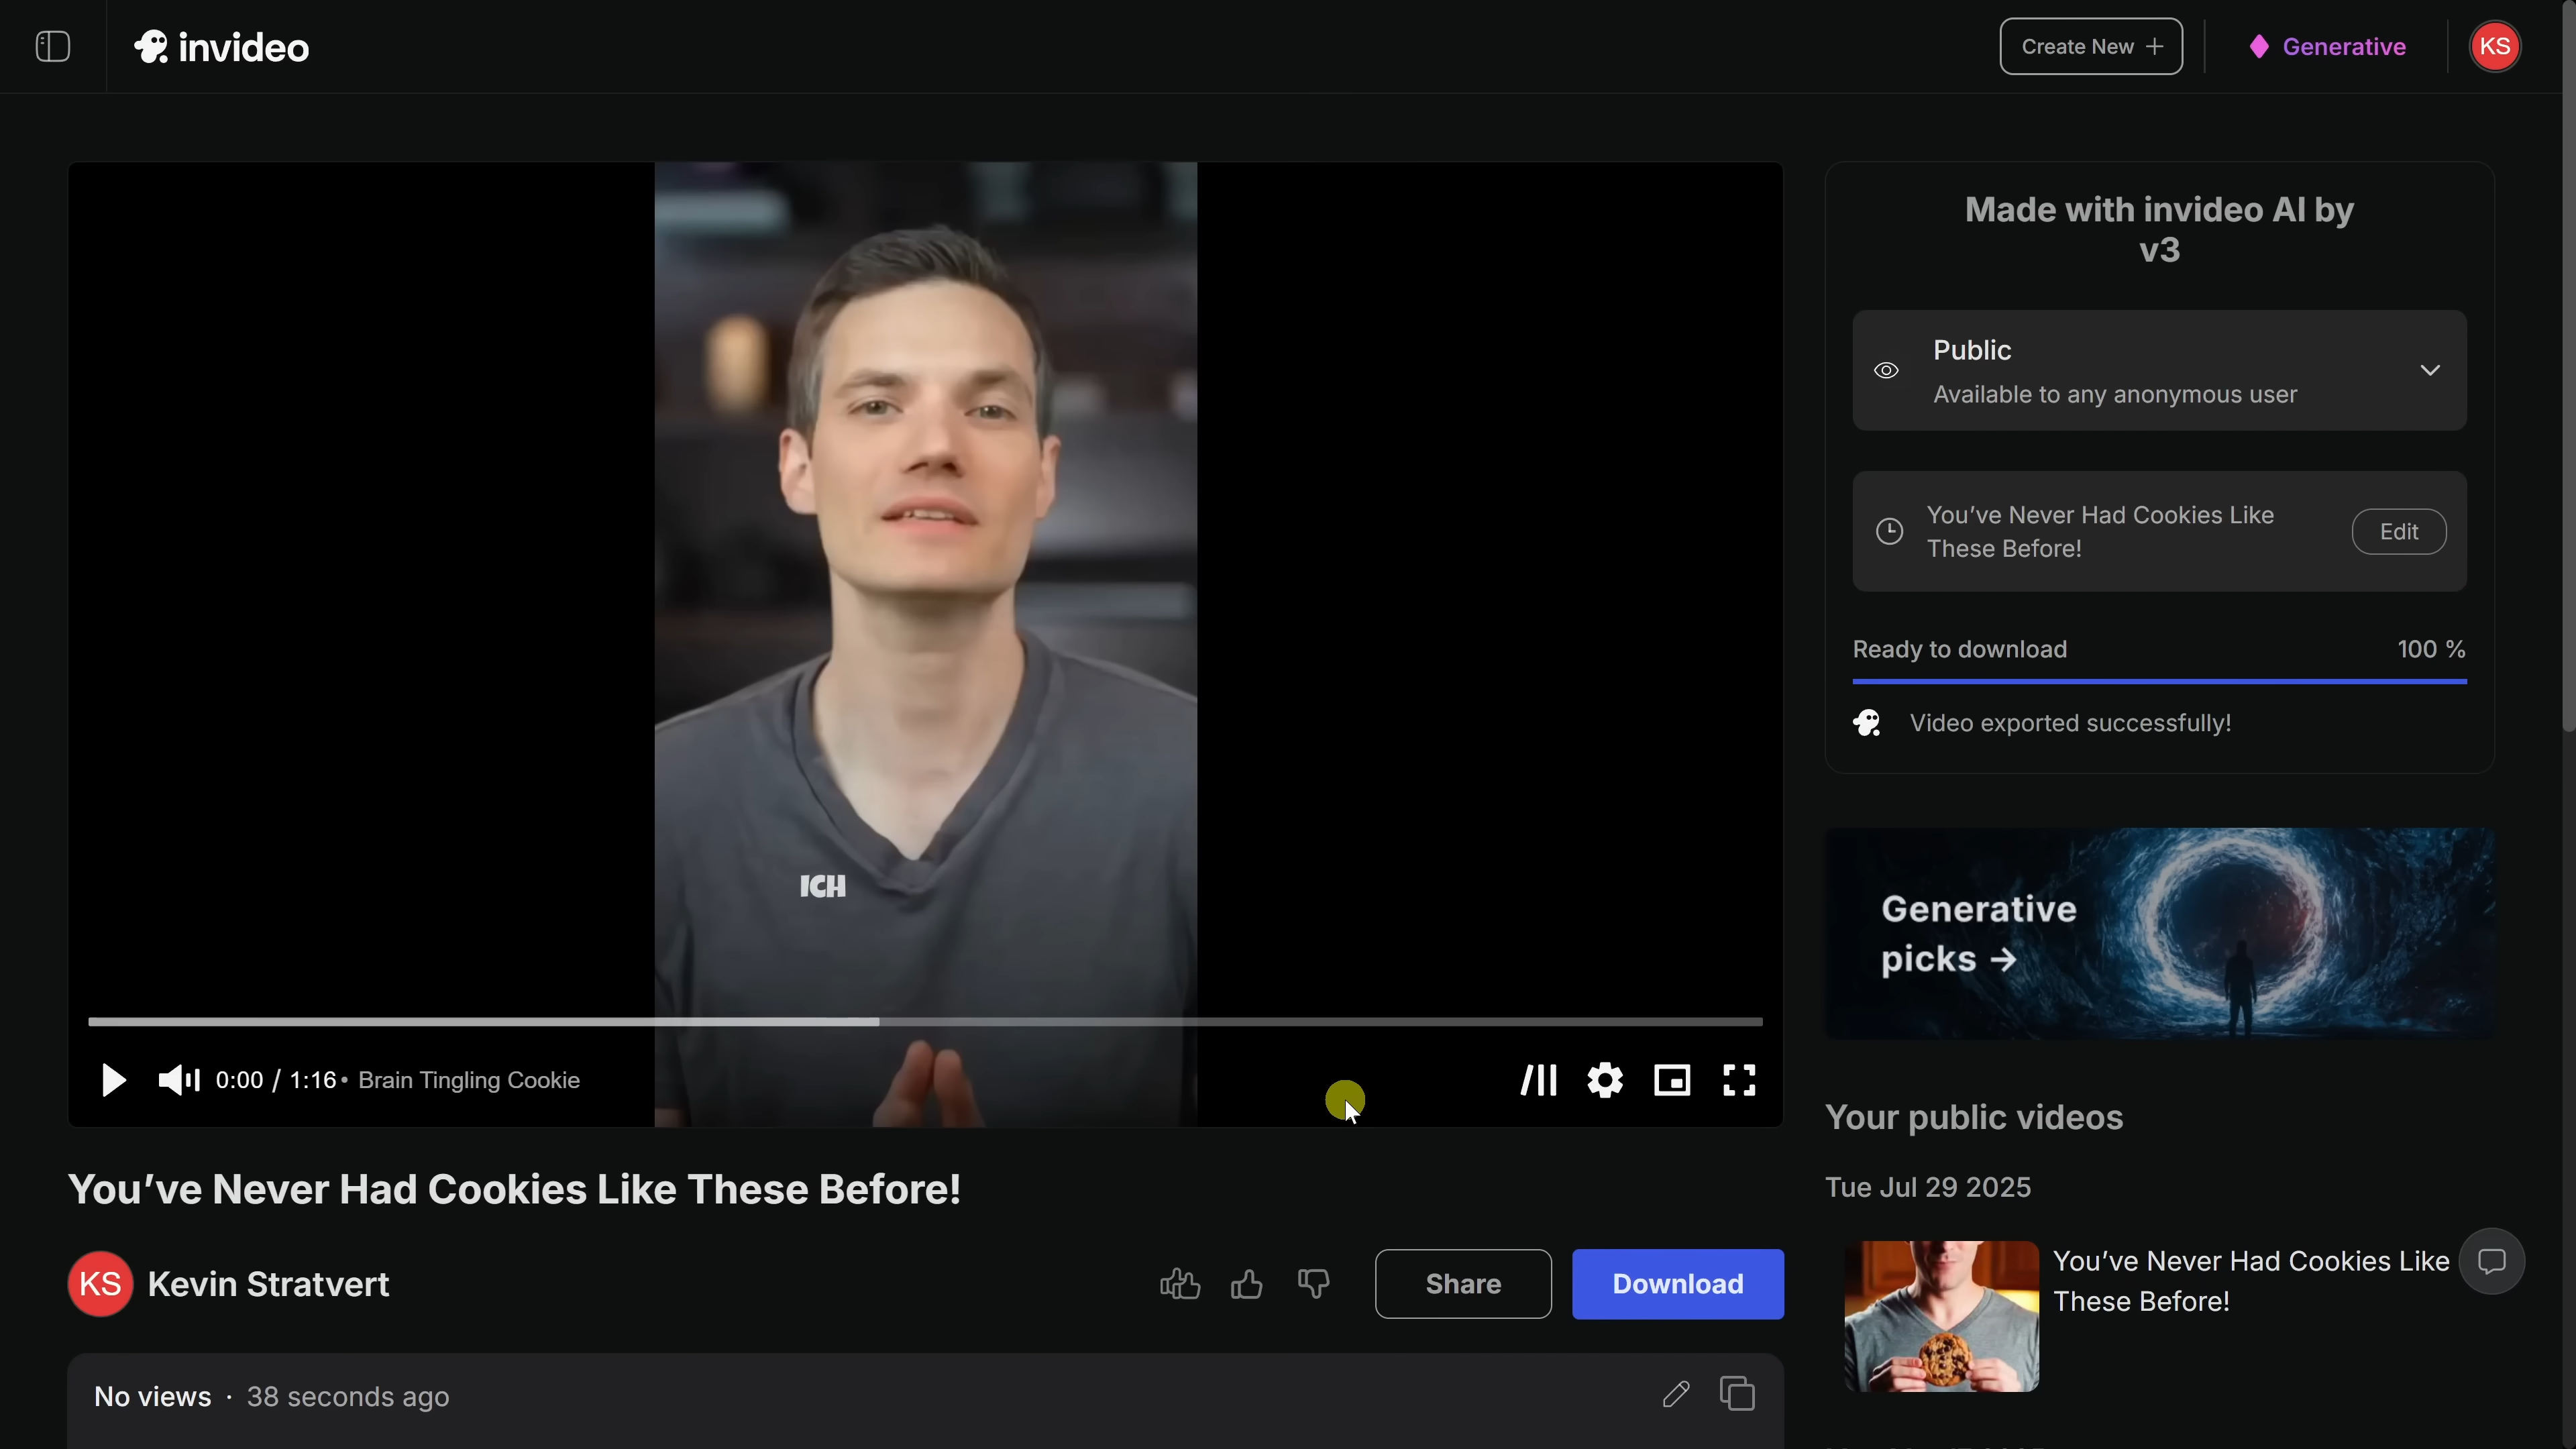 invideo
Create New +
Generative
KS
Made with invideo AI by
v3
Public
Available to any anonymous user
You've Never Had Cookies Like
These Before!
Edit
Ready to download
100 %
Video exported successfully!
ICH
0:00 / 1:16 • Brain Tingling Cookie
Generative
picks →
You've Never Had Cookies Like These Before!
KS
Kevin Stratvert
Share
Download
No views · 38 seconds ago
Your public videos
Tue Jul 29 2025
You've Never Had Cookies Like
These Before!